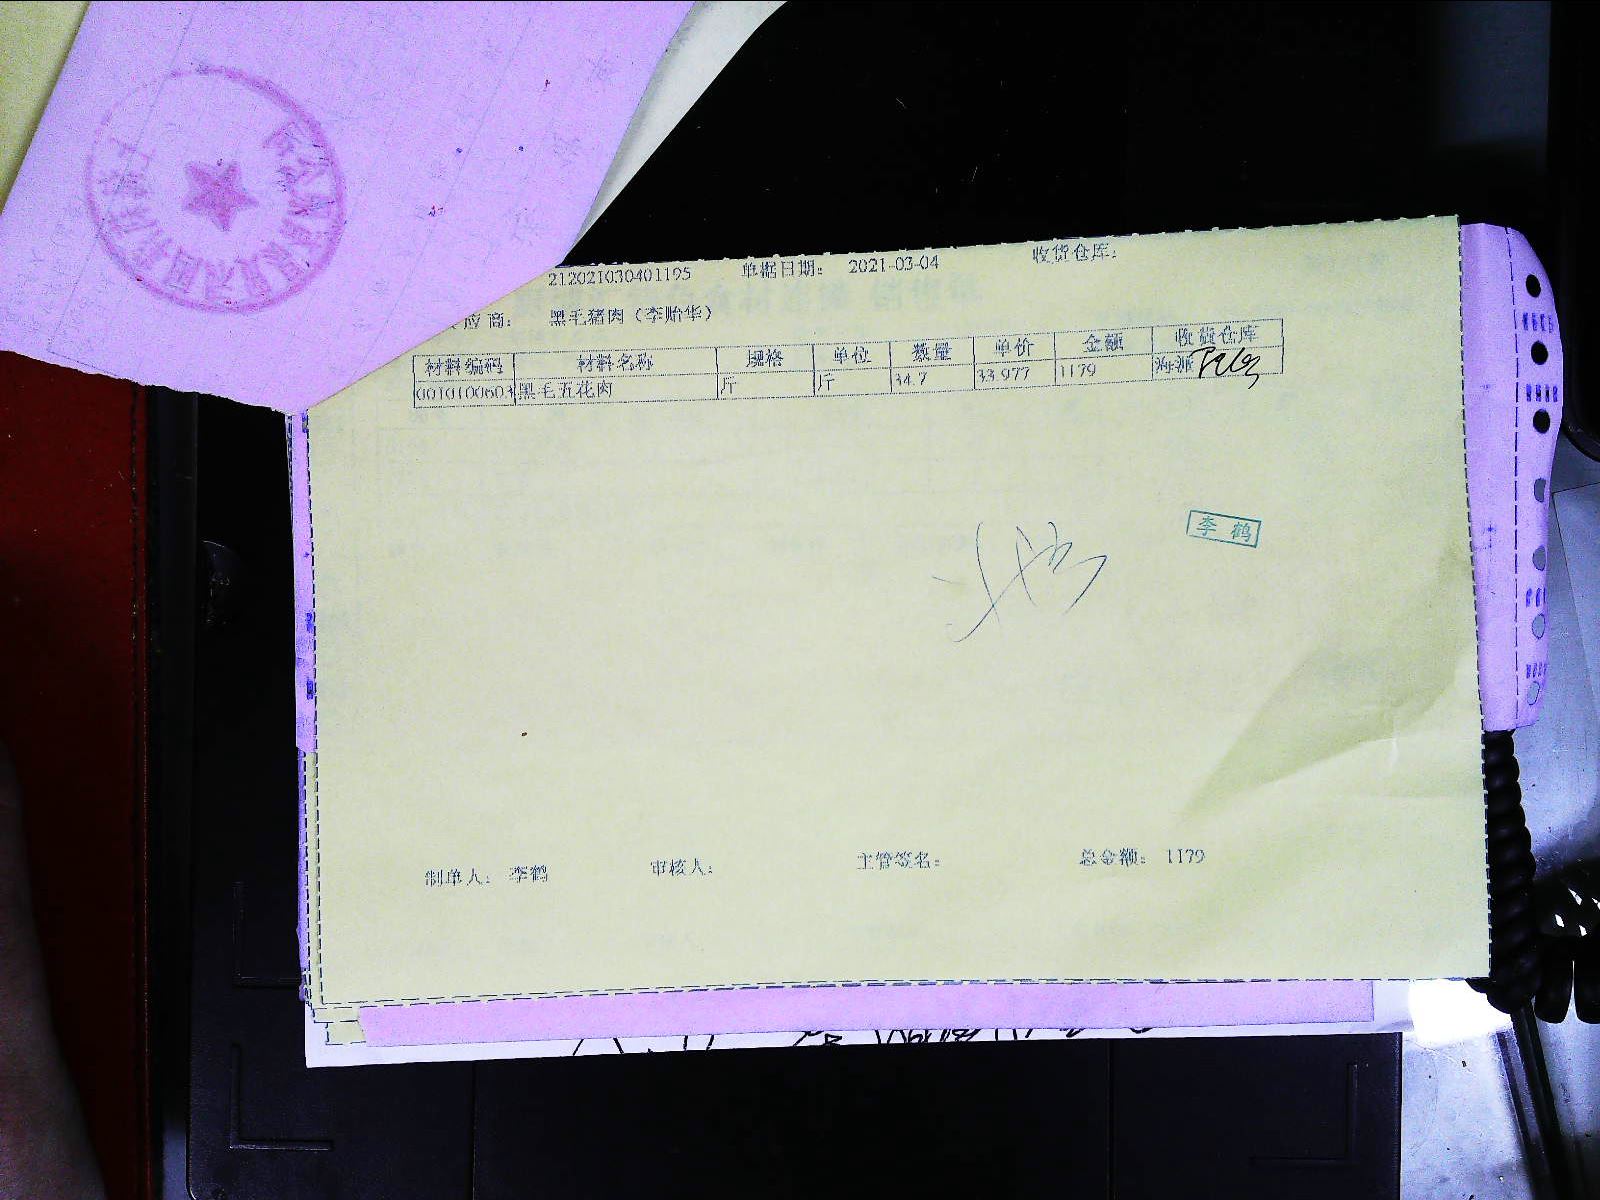 212021030401195 单据日期： 2021-03-04 收货仓库：
应商： 黑毛猪肉（李贻华）
材料编码 材料名称 规格 单位 数量 单价 金额 收货仓库
0010100603 黑毛五花肉 斤 斤 34.7 33.977 1179 海派
李鹤
制单人： 李鹤 审核人： 主管签名： 总金额： 1179